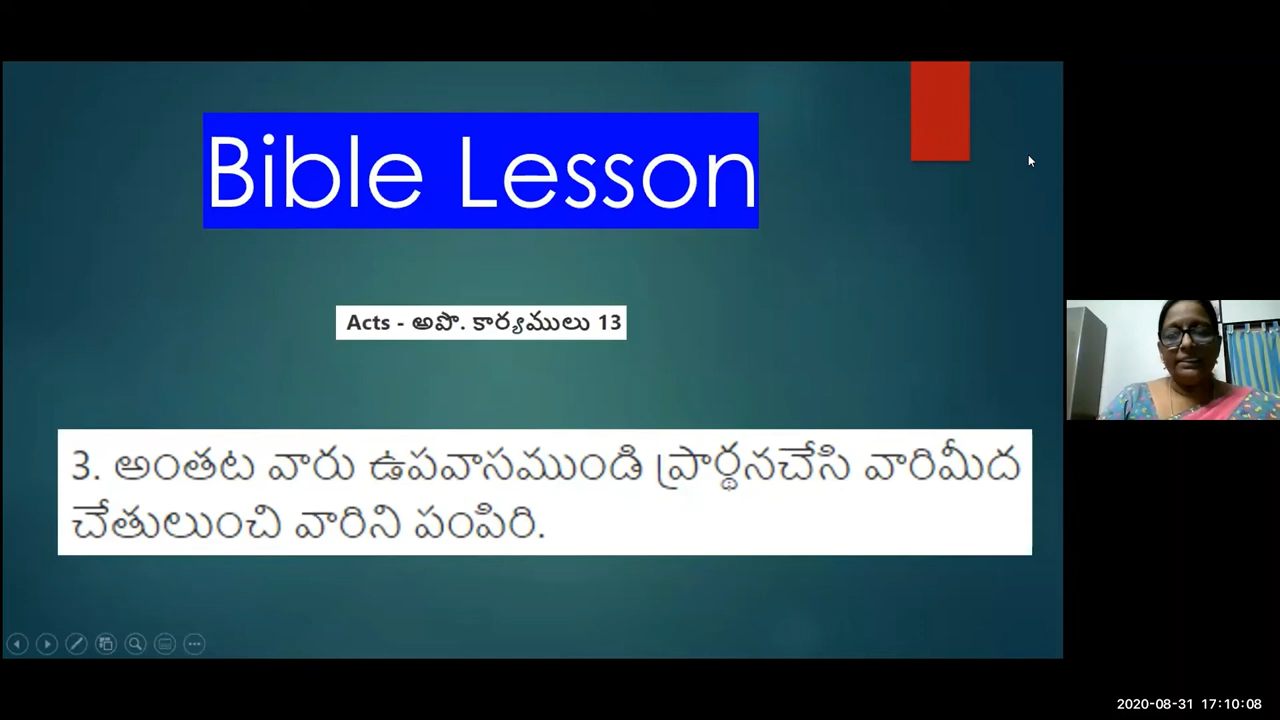 Bible Lesson
Acts - అపొ. కార్యములు 13
3. అంతట వారు ఉపవాసముండి ప్రార్థనచేసి వారిమీద
చేతులుంచి వారిని పంపిరి.
2020-08-31 17:10:08